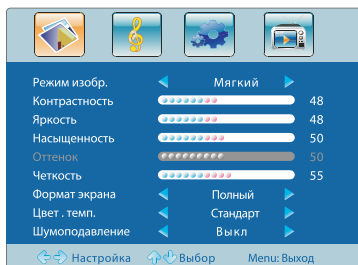 Режим изобр. Мягкий
Контрастность 48
Яркость 48
Насыщенность 50
Оттенок 50
Четкость 55
Формат экрана Полный
Цвет . темп. Стандарт
Шумоподавление Выкл
Настройка Выбор Menu: Выход